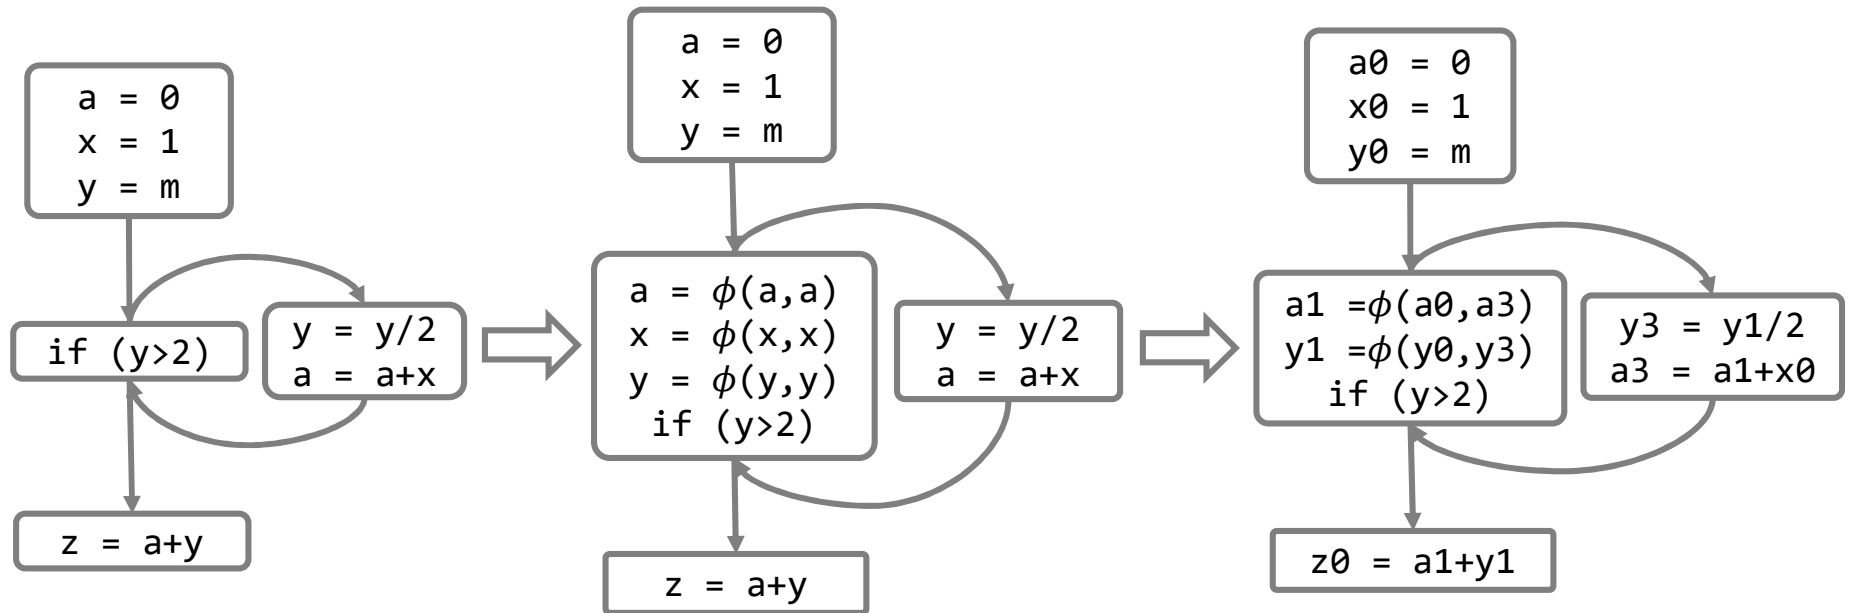 a = 0
x = 1
y = m
if (y>2)
y = y/2
a = a+x
z = a+y
a = 0
x = 1
y = m
a = ϕ(a,a)
x = ϕ(x,x)
y = ϕ(y,y)
if (y>2)
y = y/2
a = a+x
z = a+y
a0 = 0
x0 = 1
y0 = m
a1 =ϕ(a0,a3)
y1 =ϕ(y0,y3)
if (y>2)
y3 = y1/2
a3 = a1+x0
z0 = a1+y1